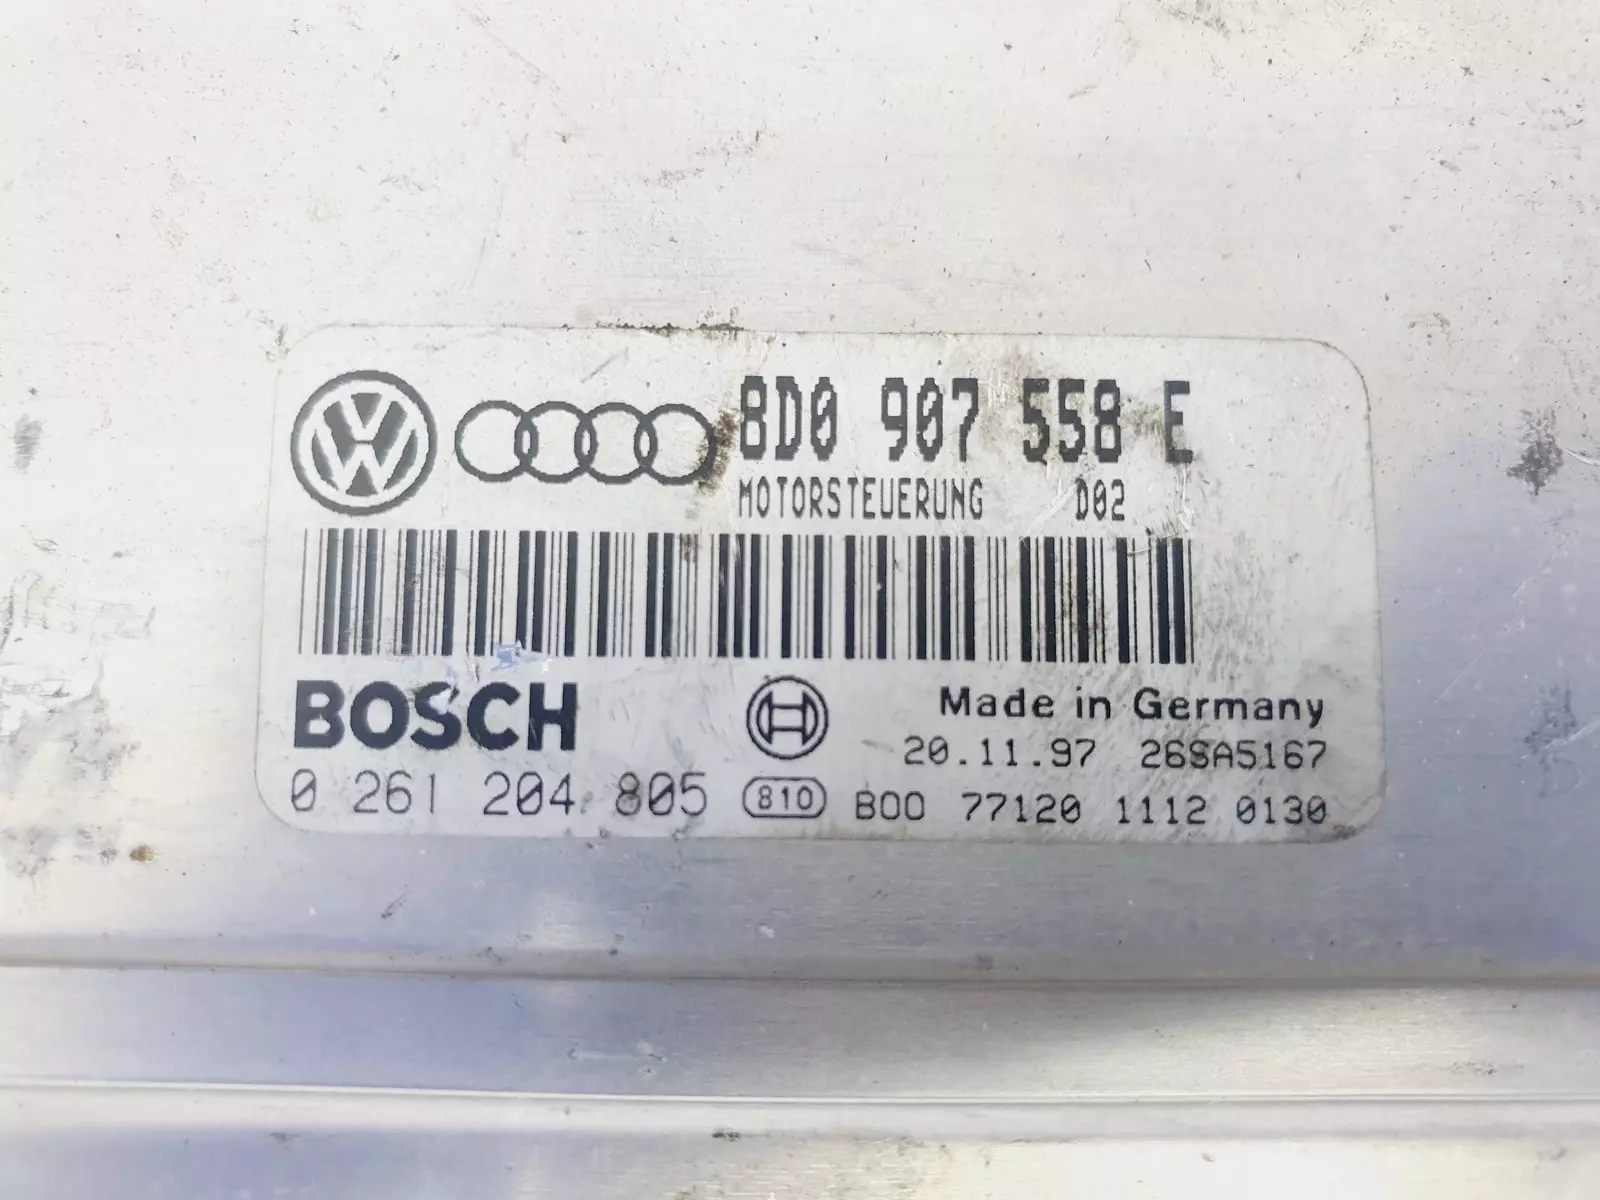 8D0 907 558 E
MOTORSTEUERUNG D02
BOSCH
Made in Germany
20.11.97 26SA5167
0 261 204 805 810 B00 77120 1112 0130